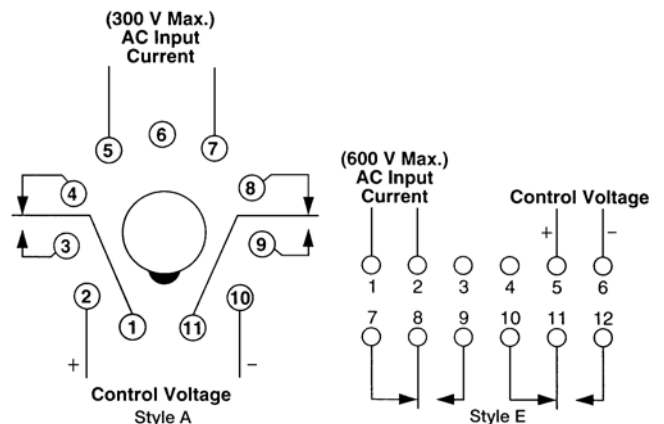 (300 V Max.)
AC Input
Current
5
6
7
4
8
3
9
2
10
1
11
+
−
Control Voltage
Style A
(600 V Max.)
AC Input
Current
Control Voltage
+
−
1 2 3 4 5 6
7 8 9 10 11 12
Style E